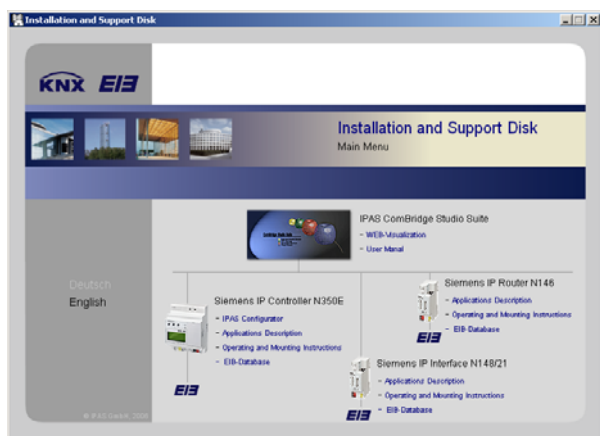 Installation and Support Disk
KNX EIB
Installation and Support Disk
Main Menu
IPAS ComBridge Studio Suite
- WEB-Visualization
- User Manal
Deutsch
English
Siemens IP Controller N350E
- IPAS Configurator
- Applications Description
- Operating and Mounting Instructions
- EIB-Database
EIB
Siemens IP Router N146
- Applications Description
- Operating and Mounting Instructions
- EIB-Database
EIB
Siemens IP Interface N148/21
- Applications Description
- Operating and Mounting Instructions
- EIB-Database
EIB
© IPAS GmbH, 2008